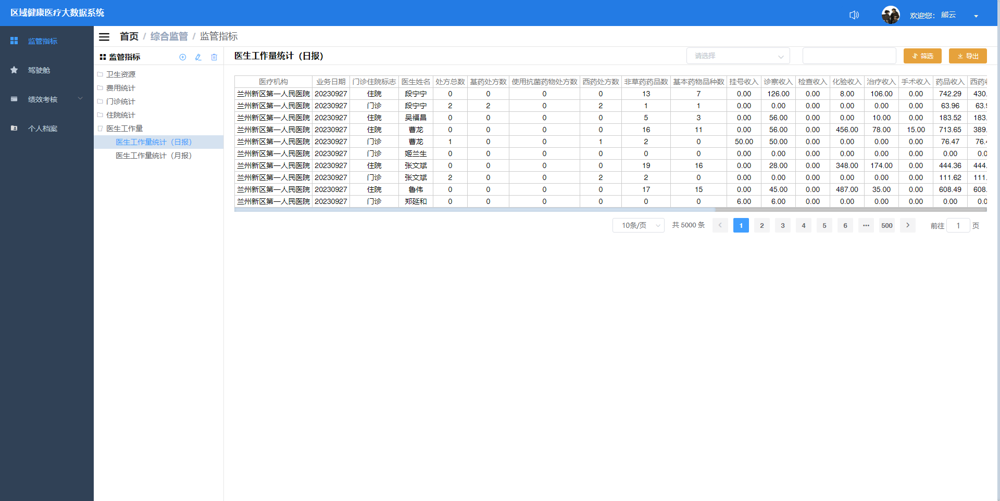 区域健康医疗大数据系统
欢迎您: 熊云
监管指标
驾驶舱
绩效考核
个人档案
首页 / 综合监管 / 监管指标
监管指标
卫生资源
费用统计
门诊统计
住院统计
医生工作量
医生工作量统计（日报）
医生工作量统计（月报）
医生工作量统计（日报）
请选择
筛选
导出
医疗机构 业务日期 门诊住院标志 医生姓名 处方总数 基药处方数 使用抗菌药物处方数 西药处方数 非草药药品数 基本药物品种数 挂号收入 诊察收入 检查收入 化验收入 治疗收入 手术收入 药品收入 西药
兰州新区第一人民医院 20230927 住院 段宁宁 0 0 0 0 13 7 0.00 126.00 0.00 8.00 106.00 0.00 742.29 430.
兰州新区第一人民医院 20230927 门诊 段宁宁 2 2 0 2 1 1 0.00 0.00 0.00 0.00 0.00 0.00 63.96 63.9
兰州新区第一人民医院 20230927 住院 吴福昌 0 0 0 0 5 3 0.00 56.00 0.00 0.00 10.00 0.00 183.52 183.
兰州新区第一人民医院 20230927 住院 曹龙 0 0 0 0 16 11 0.00 56.00 0.00 456.00 78.00 15.00 713.65 389.
兰州新区第一人民医院 20230927 门诊 曹龙 1 0 0 1 2 0 50.00 50.00 0.00 0.00 0.00 0.00 76.47 76.4
兰州新区第一人民医院 20230927 门诊 姬兰生 0 0 0 0 0 0 0.00 0.00 0.00 0.00 0.00 0.00 0.00 0.0
兰州新区第一人民医院 20230927 住院 张文斌 0 0 0 0 19 16 0.00 28.00 0.00 348.00 174.00 0.00 444.36 444.
兰州新区第一人民医院 20230927 门诊 张文斌 2 0 0 2 2 0 0.00 0.00 0.00 0.00 0.00 0.00 111.62 111.
兰州新区第一人民医院 20230927 住院 鲁伟 0 0 0 0 17 15 0.00 45.00 0.00 487.00 35.00 0.00 608.49 608.
兰州新区第一人民医院 20230927 门诊 郑延和 0 0 0 0 0 0 6.00 6.00 0.00 0.00 0.00 0.00 0.00 0.0
10条/页 共 5000 条 1 2 3 4 5 6 ••• 500 前往 1 页